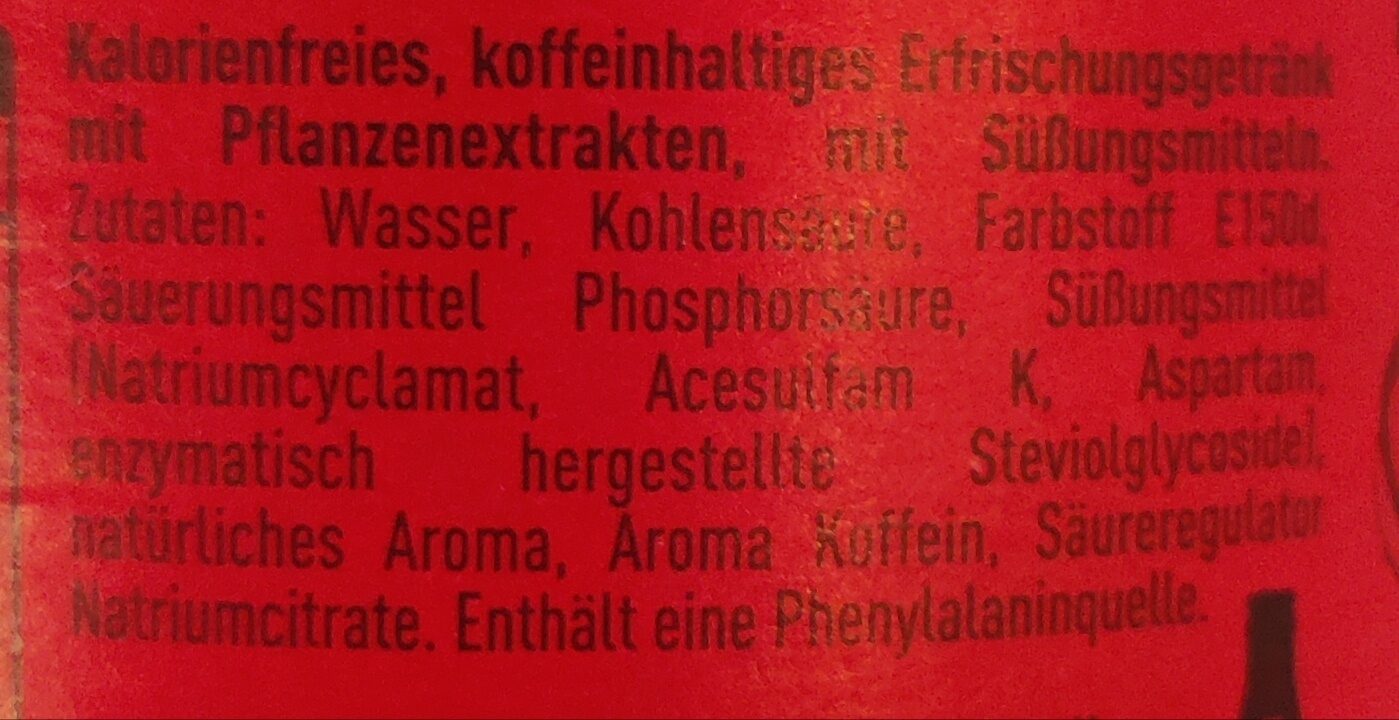 Kalorienfreies, koffeinhaltiges Erfrischungsgetränk
mit Pflanzenextrakten, mit Süßungsmitteln.
Zutaten: Wasser, Kohlensäure, Farbstoff E150d,
Säuerungsmittel Phosphorsäure, Süßungsmittel
(Natriumcyclamat, Acesulfam K, Aspartam,
enzymatisch hergestellte Steviolglycoside),
natürliches Aroma, Aroma Koffein, Säureregulator
Natriumcitrate. Enthält eine Phenylalaninquelle.